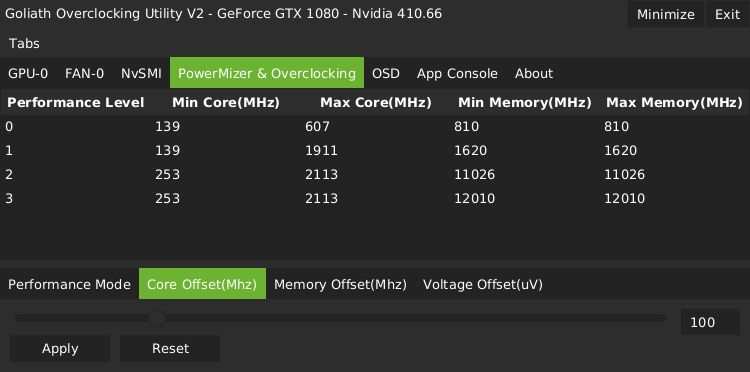 Goliath Overclocking Utility V2 - GeForce GTX 1080 - Nvidia 410.66 Minimize Exit
Tabs
GPU-0 FAN-0 NvSMI PowerMizer & Overclocking OSD App Console About
Performance Level Min Core(MHz) Max Core(MHz) Min Memory(MHz) Max Memory(MHz)
0 139 607 810 810
1 139 1911 1620 1620
2 253 2113 11026 11026
3 253 2113 12010 12010
Performance Mode Core Offset(Mhz) Memory Offset(Mhz) Voltage Offset(uV)
100
Apply Reset